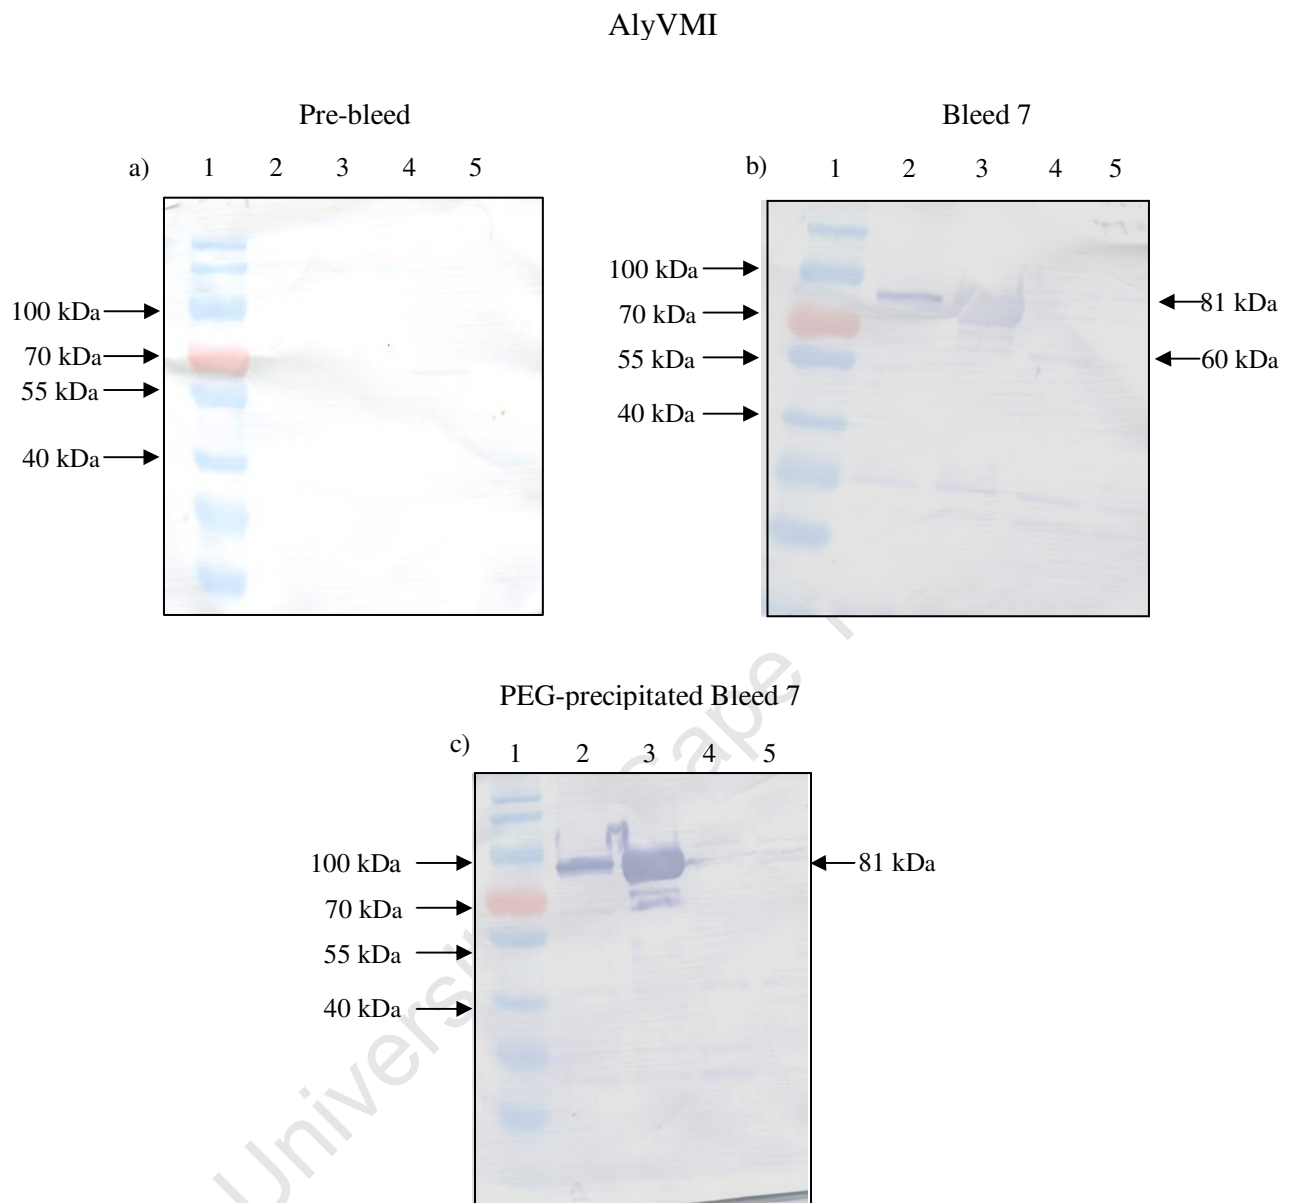 AlyVMI
Pre-bleed
a) 1 2 3 4 5
100 kDa
70 kDa
55 kDa
40 kDa
Bleed 7
b) 1 2 3 4 5
100 kDa
70 kDa
55 kDa
40 kDa
81 kDa
60 kDa
PEG-precipitated Bleed 7
c) 1 2 3 4 5
100 kDa
70 kDa
55 kDa
40 kDa
81 kDa